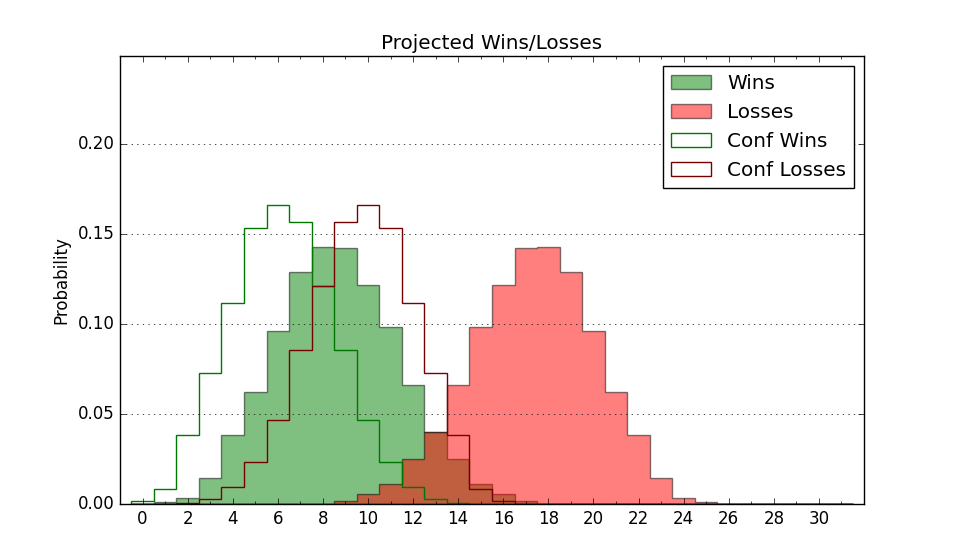 Projected Wins/Losses
Wins
Losses
Conf Wins
Conf Losses
Probability
0.20
0.15
0.10
0.05
0.00
0 2 4 6 8 10 12 14 16 18 20 22 24 26 28 30